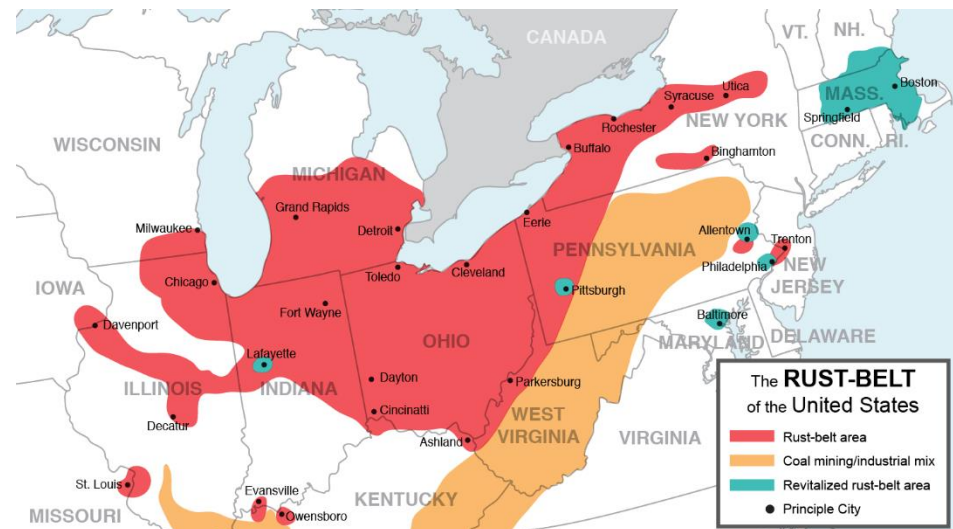 CANADA
VT.
NH.
WISCONSIN
MICHIGAN
Grand Rapids
Milwaukee
Detroit
Chicago
Toledo
Cleveland
Eerie
Buffalo
Rochester
Syracuse
Utica
NEW YORK
Binghamton
MASS.
Boston
Springfield
CONN.
RI.
IOWA
Davenport
Fort Wayne
Lafayette
ILLINOIS
INDIANA
OHIO
Decatur
Dayton
Cincinatti
Parkersburg
Ashland
PENNSYLVANIA
Pittsburgh
Allentown
Trenton
Philadelphia
NEW
JERSEY
Baltimore
MARYLAND
DELAWARE
WEST
VIRGINIA
VIRGINIA
St. Louis
MISSOURI
Evansville
Owensboro
KENTUCKY
The RUST-BELT
of the United States
Rust-belt area
Coal mining/industrial mix
Revitalized rust-belt area
Principle City